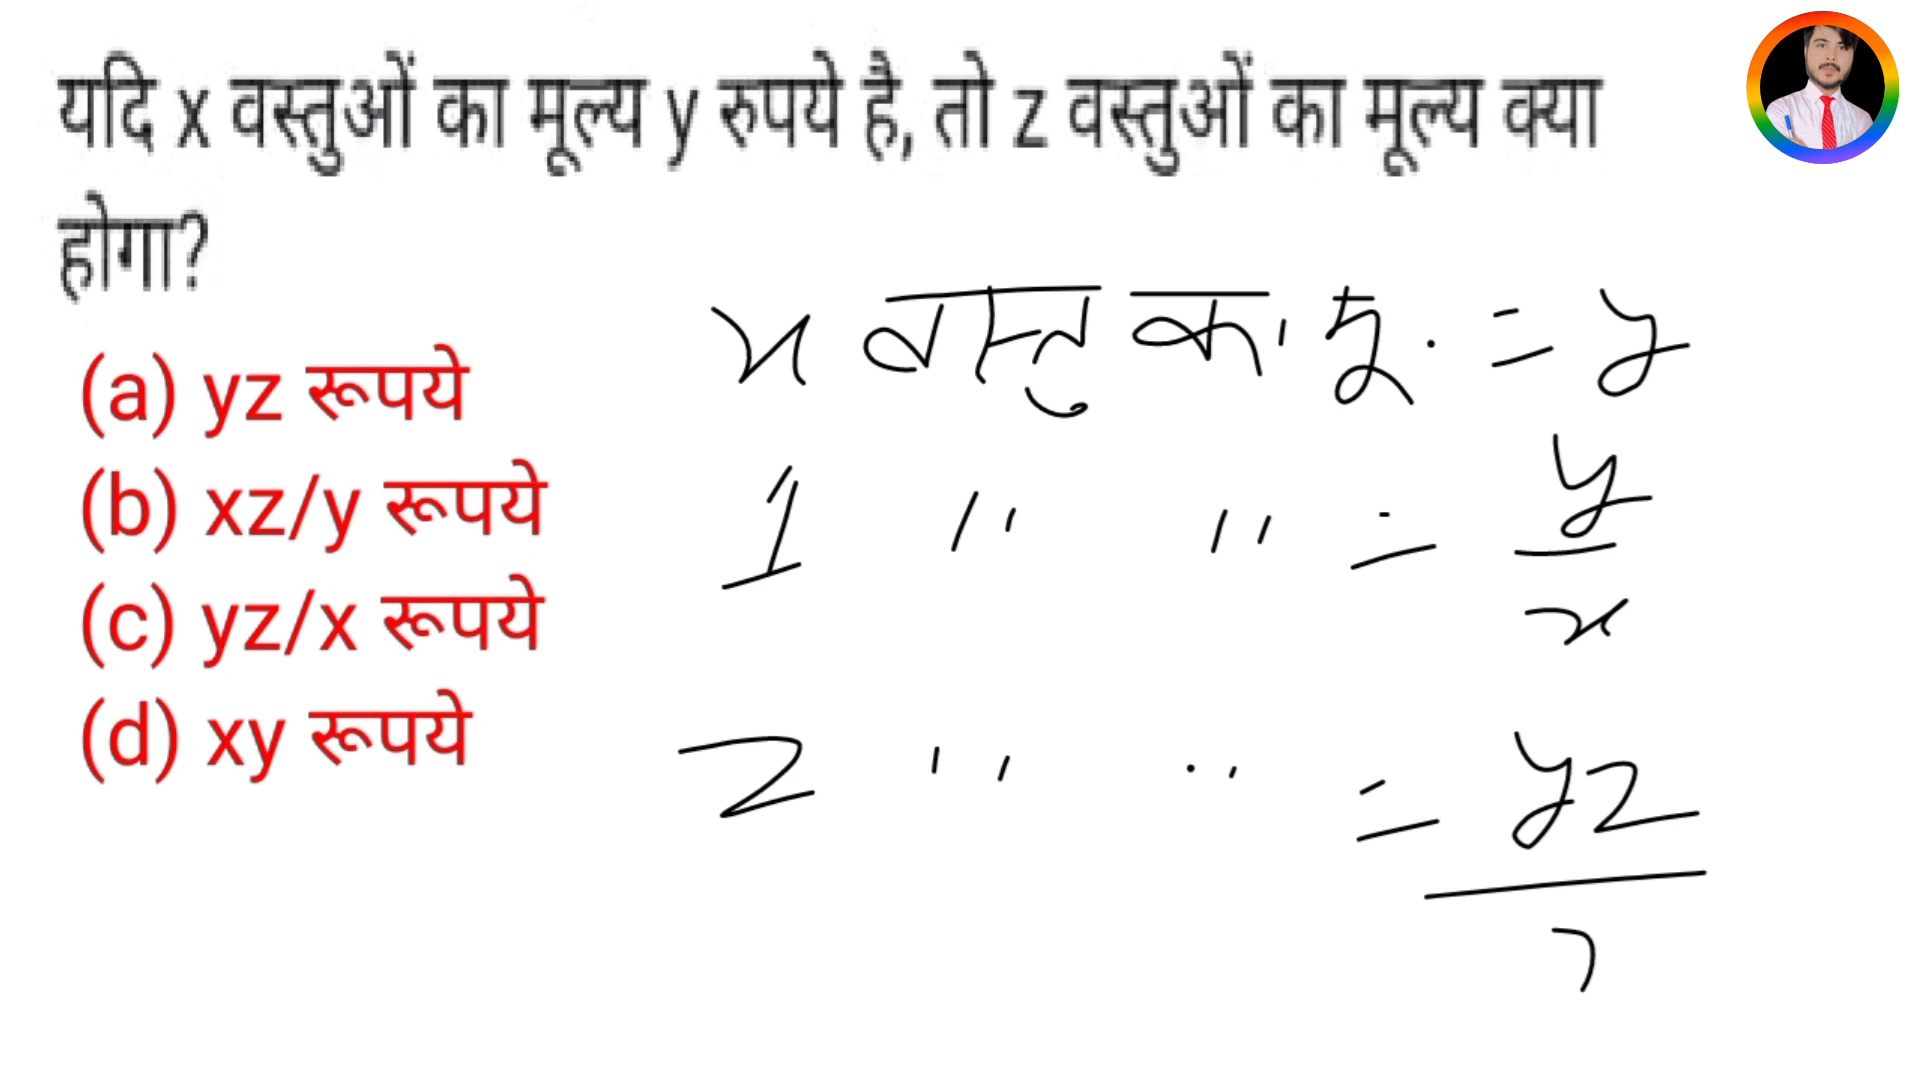 यदि x वस्तुओं का मूल्य y रुपये है, तो z वस्तुओं का मूल्य क्या
होगा?
(a) yz रूपये
(b) xz/y रूपये
(c) yz/x रूपये
(d) xy रूपये
x वस्तु का मू. = y
1 " " = y/x
z " " = yz